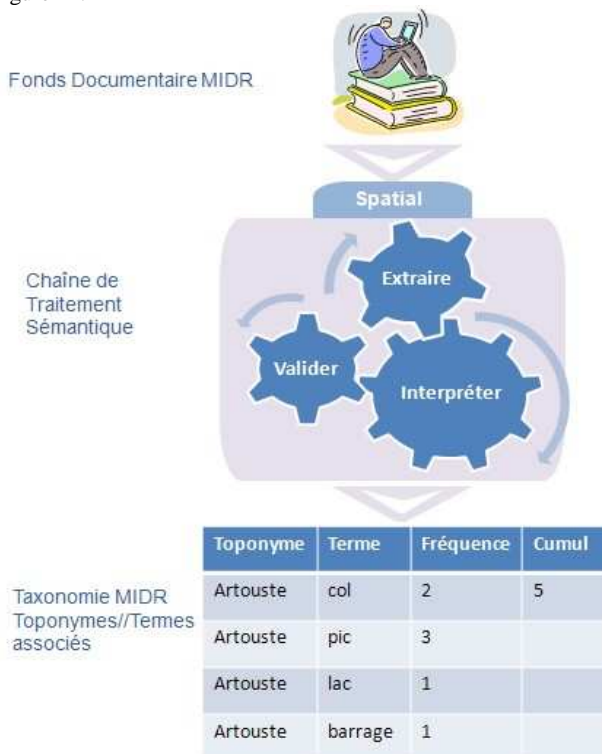 Fonds Documentaire MIDR
Spatial
Chaîne de
Traitement
Sémantique
Extraire
Valider
Interpréter
Taxonomie MIDR
Toponymes//Termes
associés
Toponyme Terme Fréquence Cumul
Artouste col 2 5
Artouste pic 3
Artouste lac 1
Artouste barrage 1